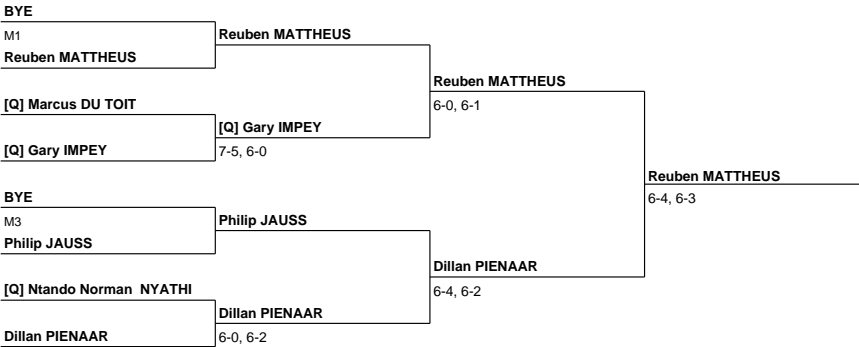 BYE
M1
Reuben MATTHEUS
Reuben MATTHEUS
[Q] Marcus DU TOIT
[Q] Gary IMPEY
[Q] Gary IMPEY
7-5, 6-0
Reuben MATTHEUS
6-0, 6-1
BYE
M3
Philip JAUSS
Philip JAUSS
[Q] Ntando Norman  NYATHI
Dillan PIENAAR
Dillan PIENAAR
6-0, 6-2
Dillan PIENAAR
6-4, 6-2
Reuben MATTHEUS
6-4, 6-3